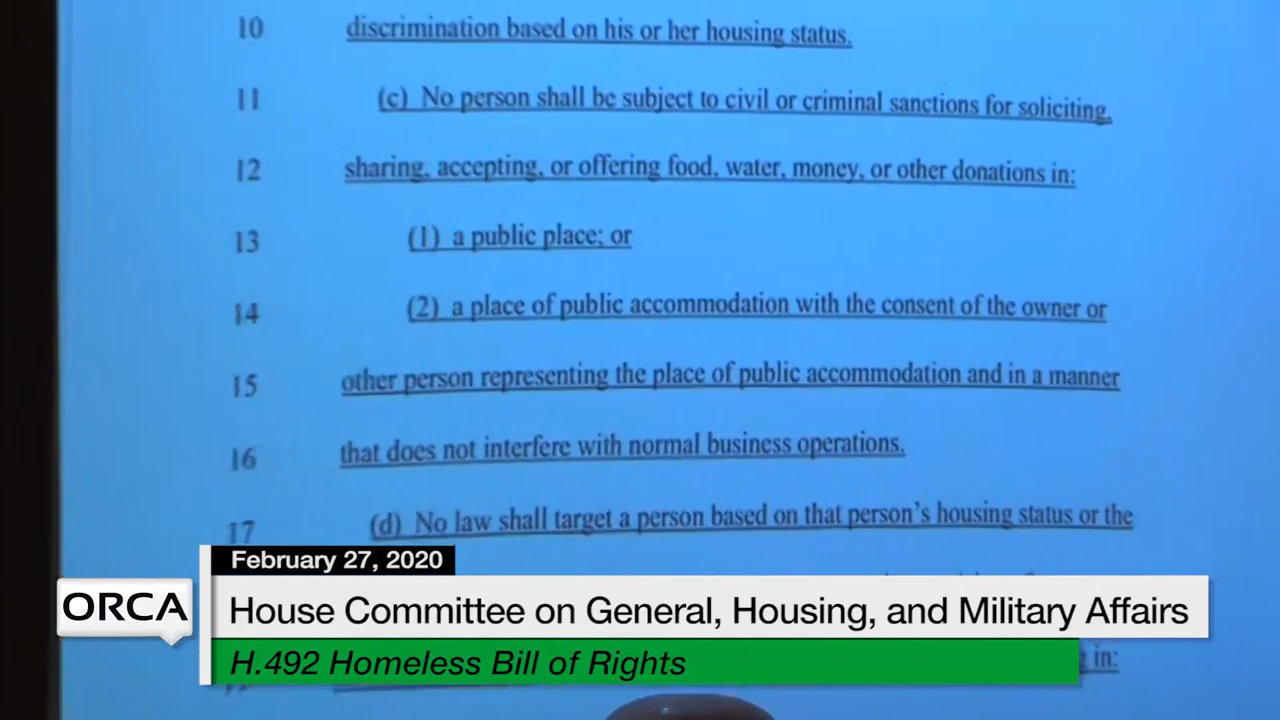 10 discrimination based on his or her housing status.
11 (c) No person shall be subject to civil or criminal sanctions for soliciting,
12 sharing, accepting, or offering food, water, money, or other donations in:
13 (1) a public place; or
14 (2) a place of public accommodation with the consent of the owner or
15 other person representing the place of public accommodation and in a manner
16 that does not interfere with normal business operations.
17 (d) No law shall target a person based on that person's housing status or the
February 27, 2020
ORCA
House Committee on General, Housing, and Military Affairs
H.492 Homeless Bill of Rights
in: